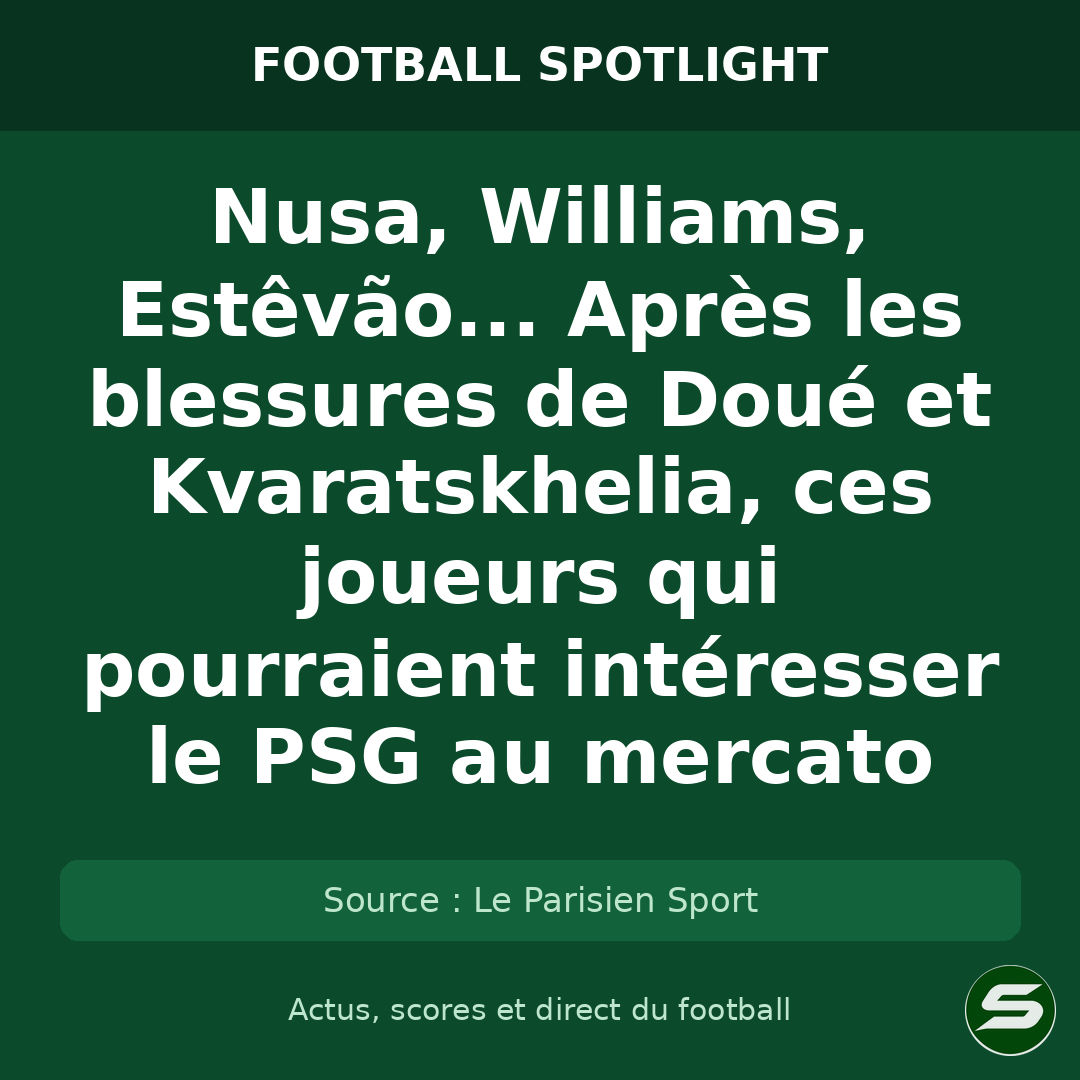 FOOTBALL SPOTLIGHT
Nusa, Williams,
Estêvão... Après les
blessures de Doué et
Kvaratskhelia, ces
joueurs qui
pourraient intéresser
le PSG au mercato
Source : Le Parisien Sport
Actus, scores et direct du football